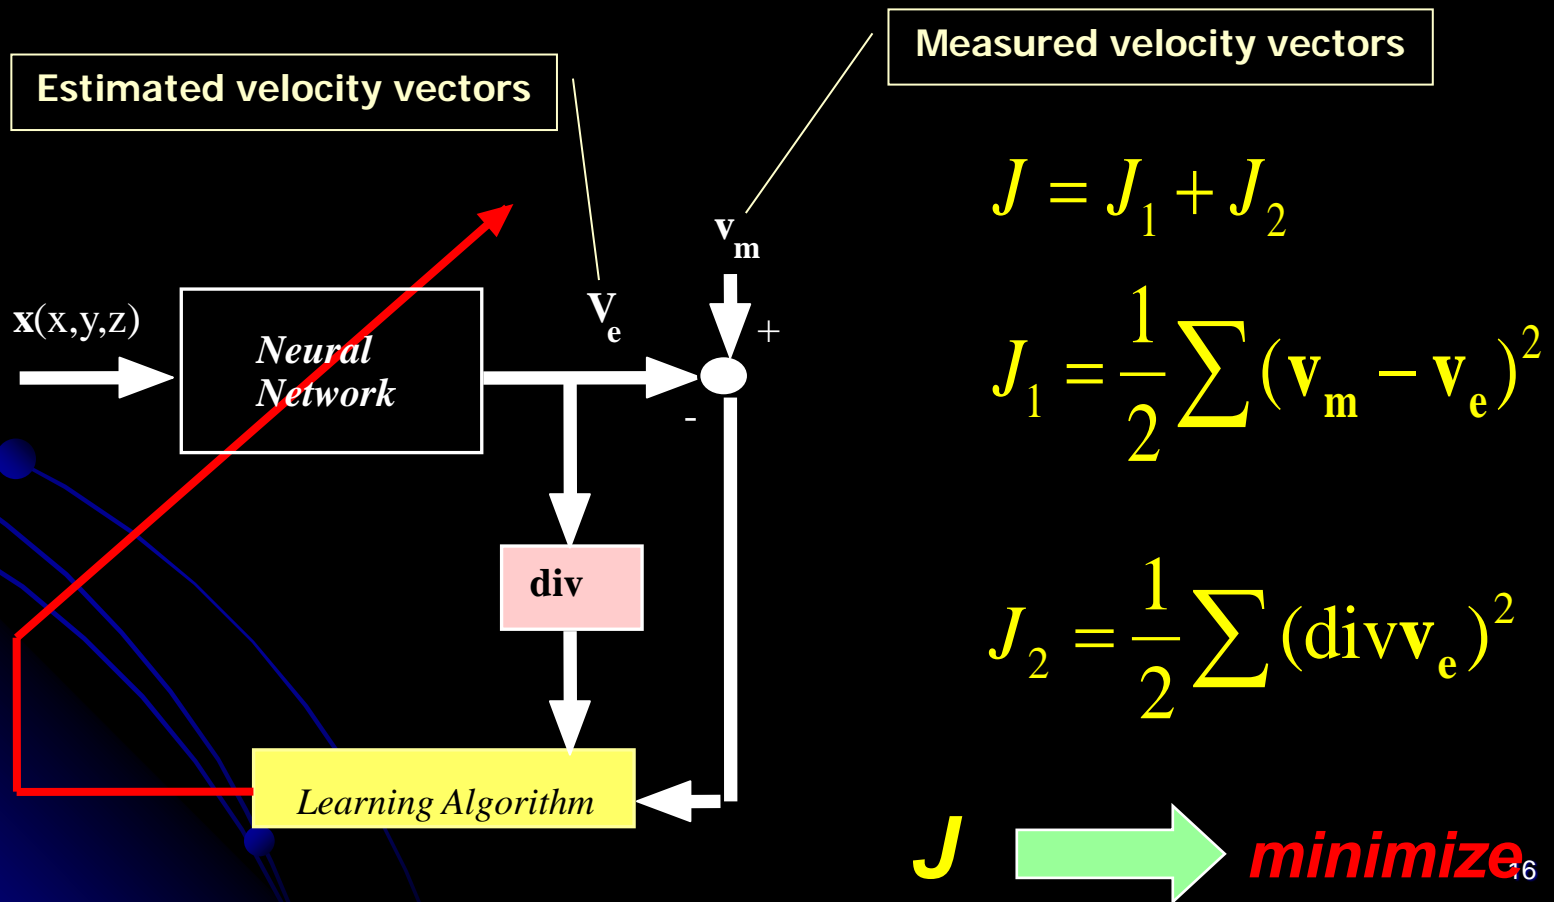 Measured velocity vectors
Estimated velocity vectors
J = J₁ + J₂
vₘ
x(x,y,z)
Vₑ
+
-
Neural
Network
J₁ = 1/2 ∑ (vₘ − vₑ)²
div
J₂ = 1/2 ∑ (divvₑ)²
Learning Algorithm
J minimize
16